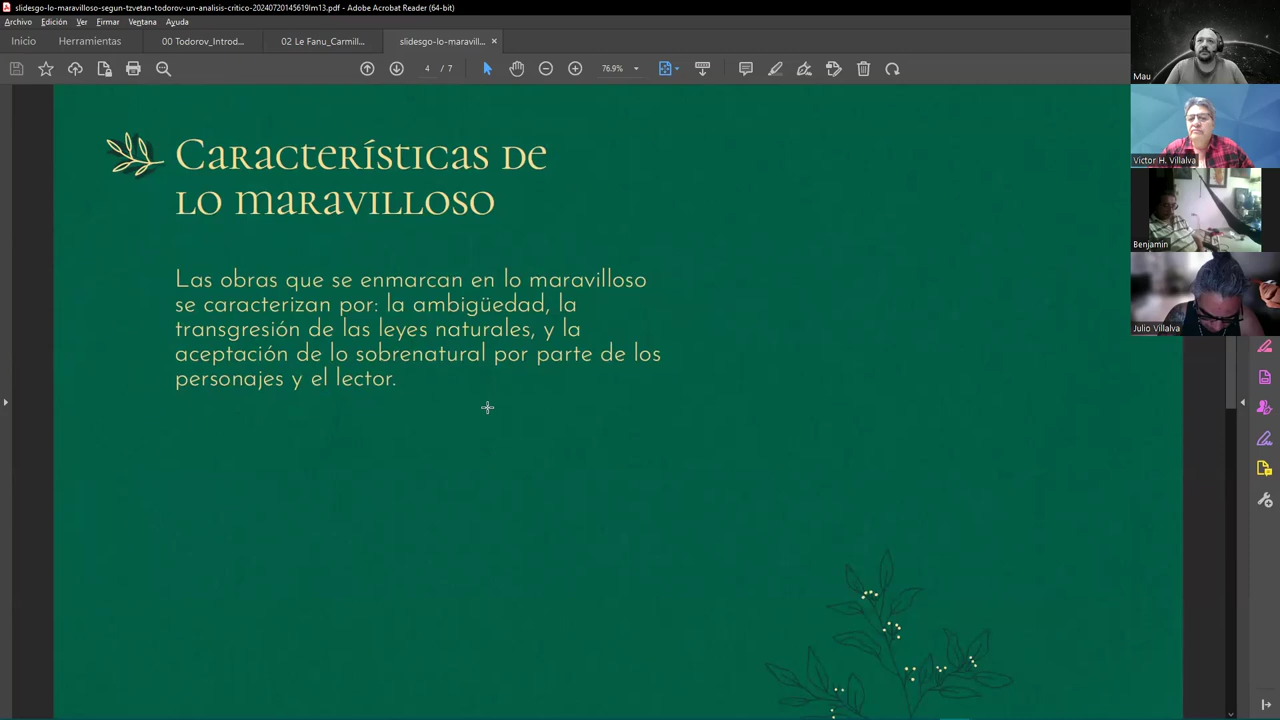 slidesgo-lo-maravilloso-segun-tzvetan-todorov-un-analisis-critico-20240720145619lm13.pdf - Adobe Acrobat Reader (64-bit)
Archivo Edición Ver Firmar Ventana Ayuda
Inicio Herramientas 00 Todorov_Introd... 02 Le Fanu_Carmill... slidesgo-lo-maravill...
4 / 7 76.9%
Características de
lo maravilloso
Las obras que se enmarcan en lo maravilloso
se caracterizan por: la ambigüedad, la
transgresión de las leyes naturales, y la
aceptación de lo sobrenatural por parte de los
personajes y el lector.
Mau
Victor H. Villalva
Benjamin
Julio Villalva